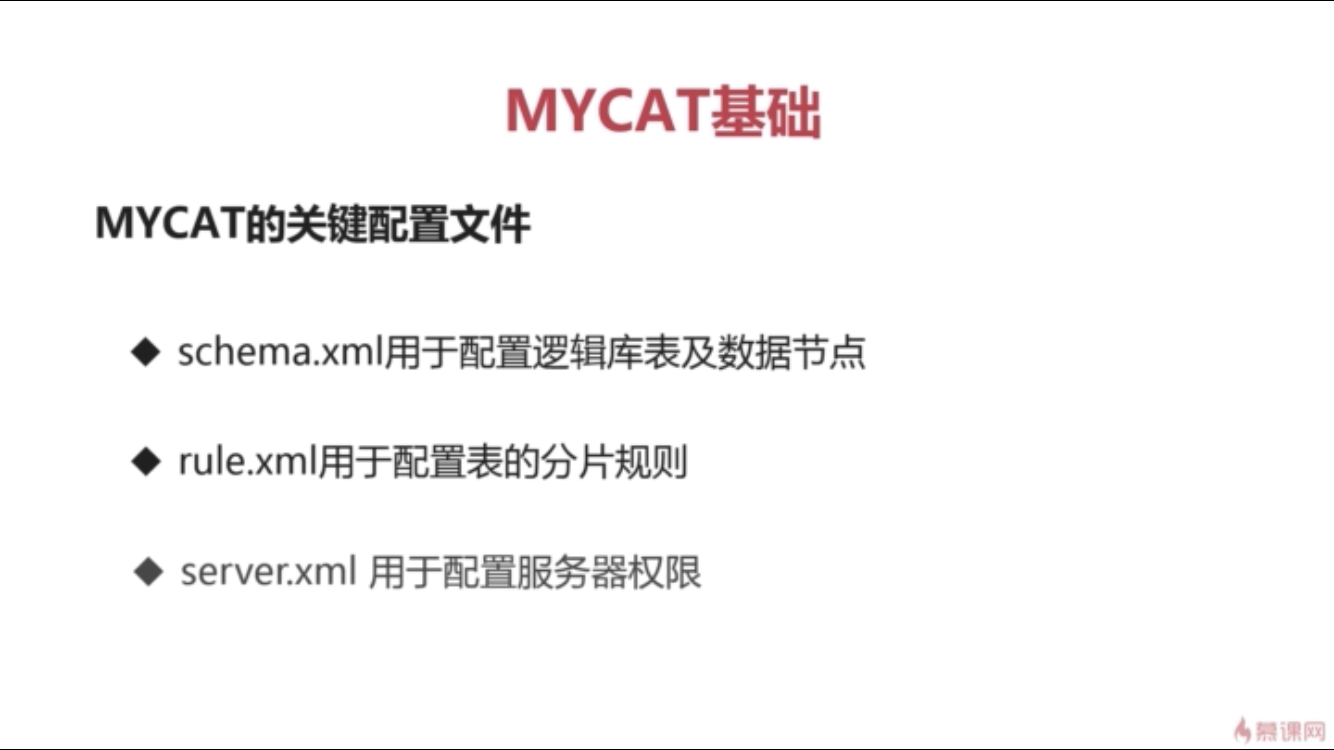 MYCAT基础
MYCAT的关键配置文件
◆ schema.xml用于配置逻辑库表及数据节点
◆ rule.xml用于配置表的分片规则
◆ server.xml 用于配置服务器权限
慕课网